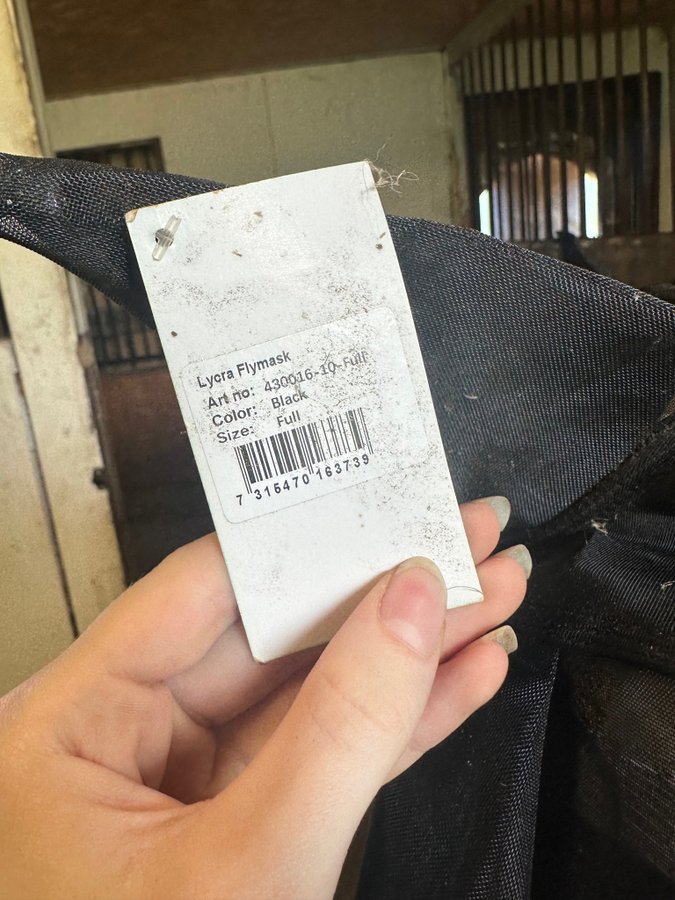 Lycra Flymask
Art no: 430016-10-Full
Color: Black
Size: Full
7 315470 163739